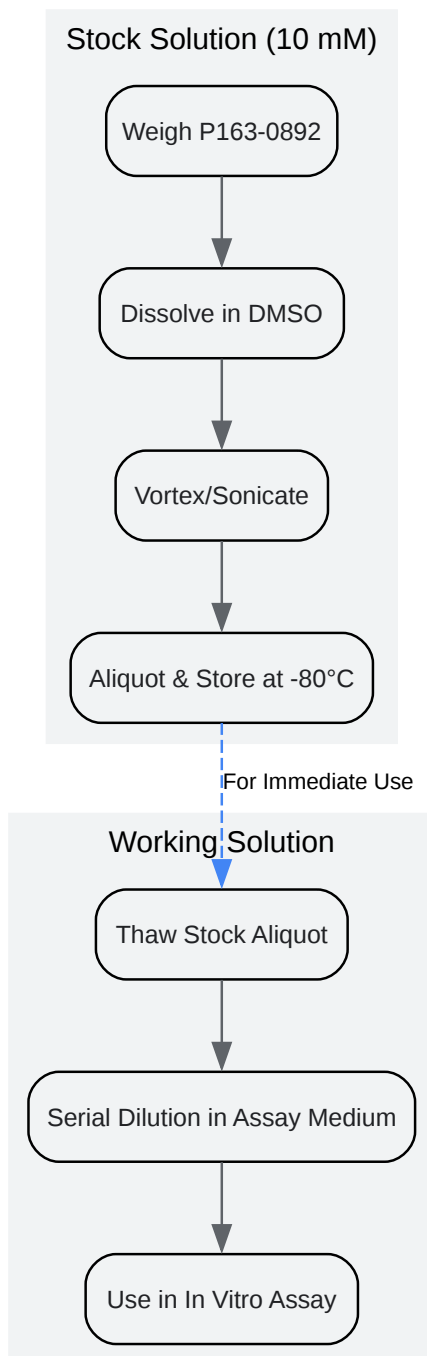 Stock Solution (10 mM)
Weigh P163-0892
Dissolve in DMSO
Vortex/Sonicate
Aliquot & Store at -80°C
For Immediate Use
Working Solution
Thaw Stock Aliquot
Serial Dilution in Assay Medium
Use in In Vitro Assay